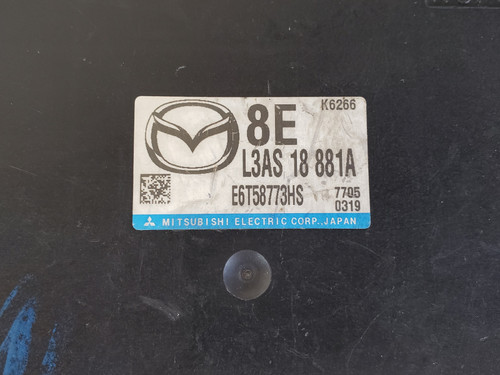 K6266
8E
L3AS 18 881A
E6T58773HS 7705
0319
MITSUBISHI ELECTRIC CORP., JAPAN